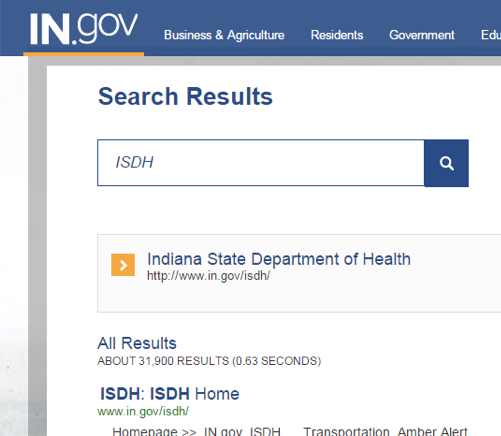 IN.gov
Business & Agriculture Residents Government Edu
Search Results
ISDH
Indiana State Department of Health
http://www.in.gov/isdh/
All Results
ABOUT 31,900 RESULTS (0.63 SECONDS)
ISDH: ISDH Home
www.in.gov/isdh/
Homepage >> IN.gov ISDH Transportation Amber Alert